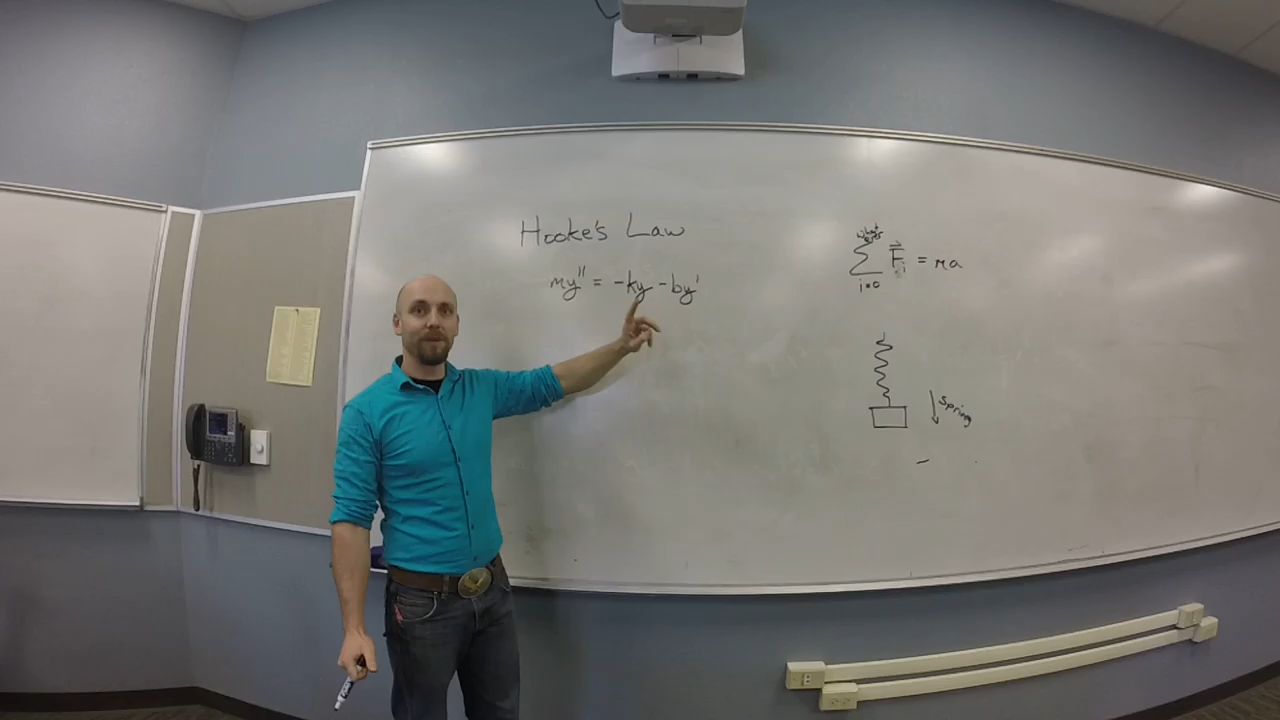 Hooke's Law
my'' = -ky - by'
∑ F⃗i = ma
i=0
Spring